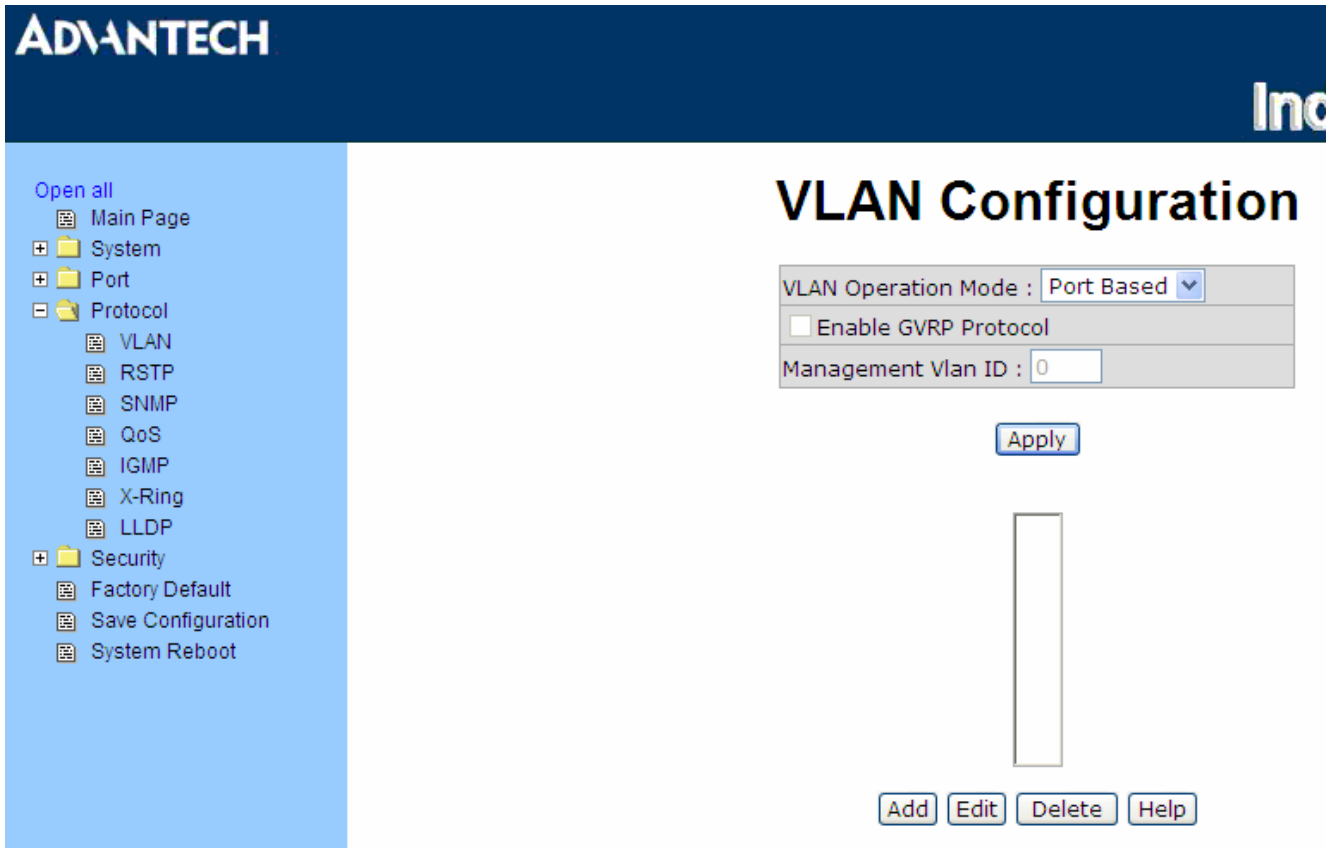 ADVANTECH
Open all
Main Page
System
Port
Protocol
VLAN
RSTP
SNMP
QoS
IGMP
X-Ring
LLDP
Security
Factory Default
Save Configuration
System Reboot
VLAN Configuration
VLAN Operation Mode : Port Based
Enable GVRP Protocol
Management Vlan ID : 0
Apply
Add Edit Delete Help